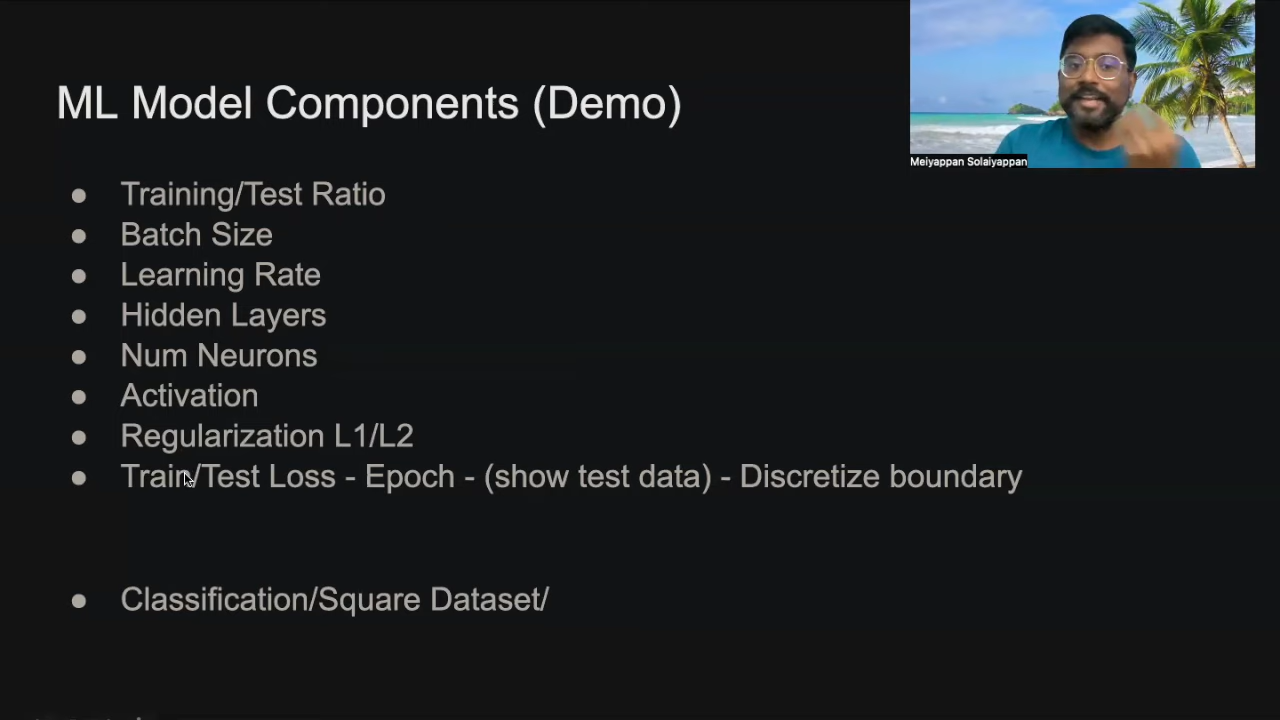 ML Model Components (Demo)
Meiyappan Solaiyappan
● Training/Test Ratio
● Batch Size
● Learning Rate
● Hidden Layers
● Num Neurons
● Activation
● Regularization L1/L2
● Train/Test Loss - Epoch - (show test data) - Discretize boundary
● Classification/Square Dataset/